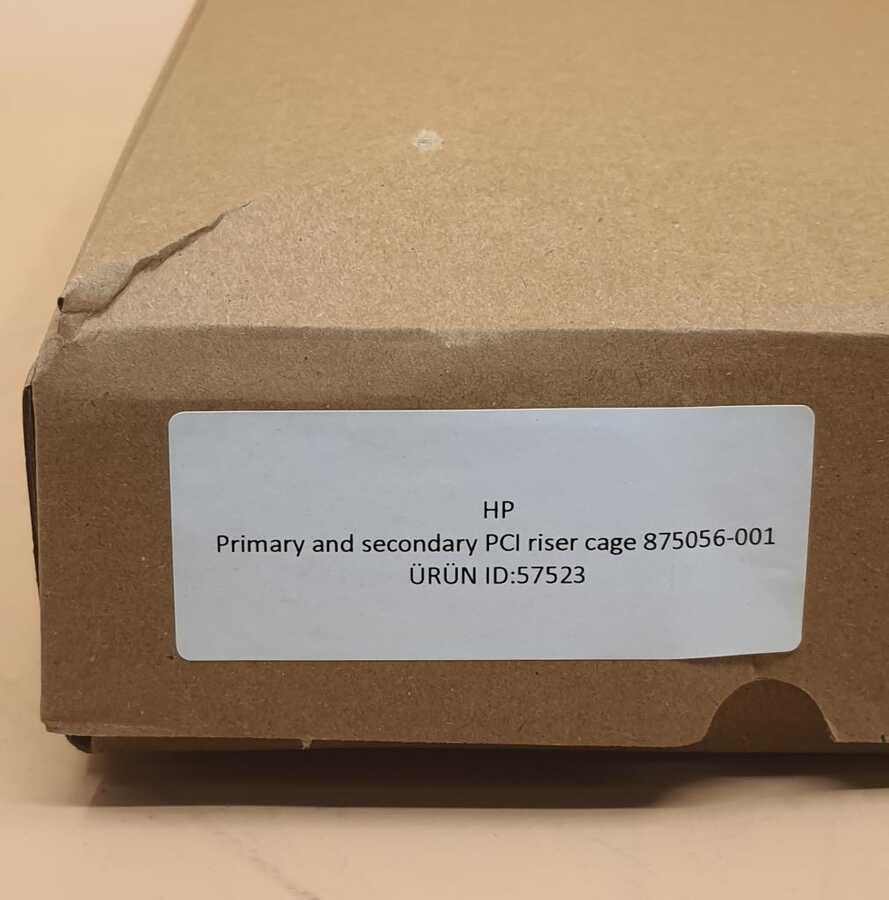 HP
Primary and secondary PCI riser cage 875056-001
ÜRÜN ID:57523